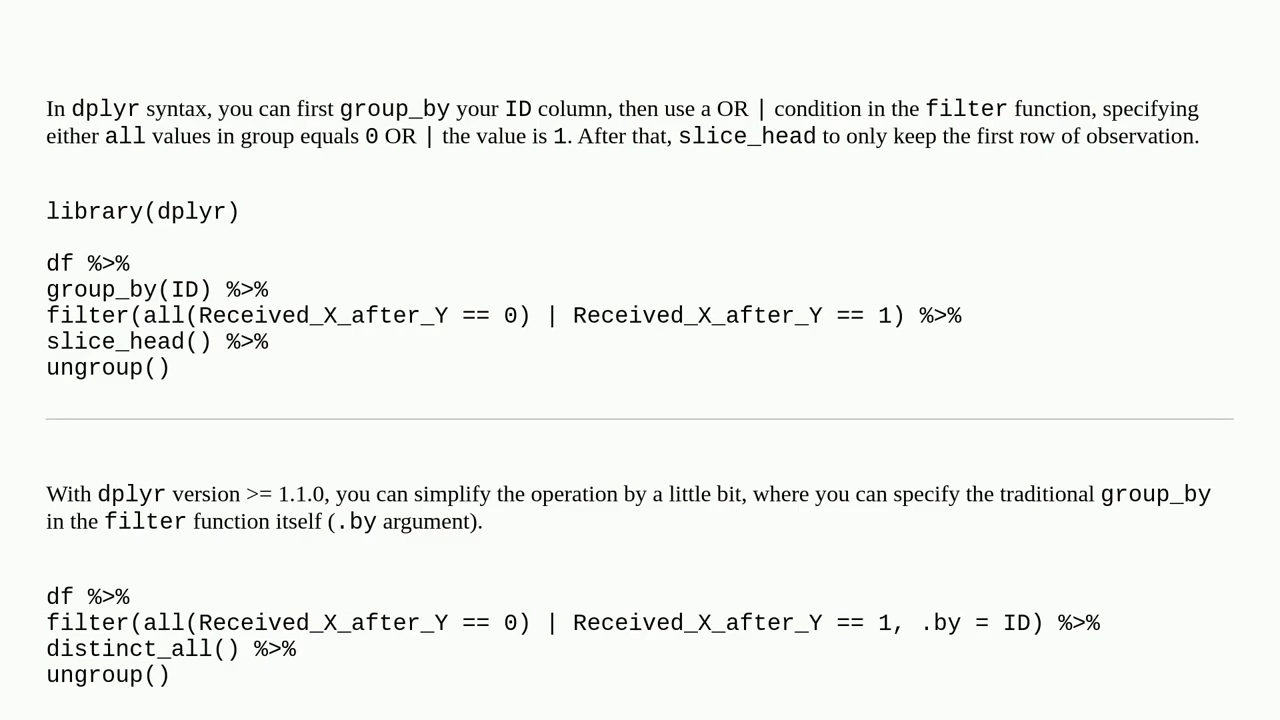 In dplyr syntax, you can first group_by your ID column, then use a OR | condition in the filter function, specifying
either all values in group equals 0 OR | the value is 1. After that, slice_head to only keep the first row of observation.
library(dplyr)
df %>%
group_by(ID) %>%
filter(all(Received_X_after_Y == 0) | Received_X_after_Y == 1) %>%
slice_head() %>%
ungroup()
With dplyr version >= 1.1.0, you can simplify the operation by a little bit, where you can specify the traditional group_by
in the filter function itself (.by argument).
df %>%
filter(all(Received_X_after_Y == 0) | Received_X_after_Y == 1, .by = ID) %>%
distinct_all() %>%
ungroup()